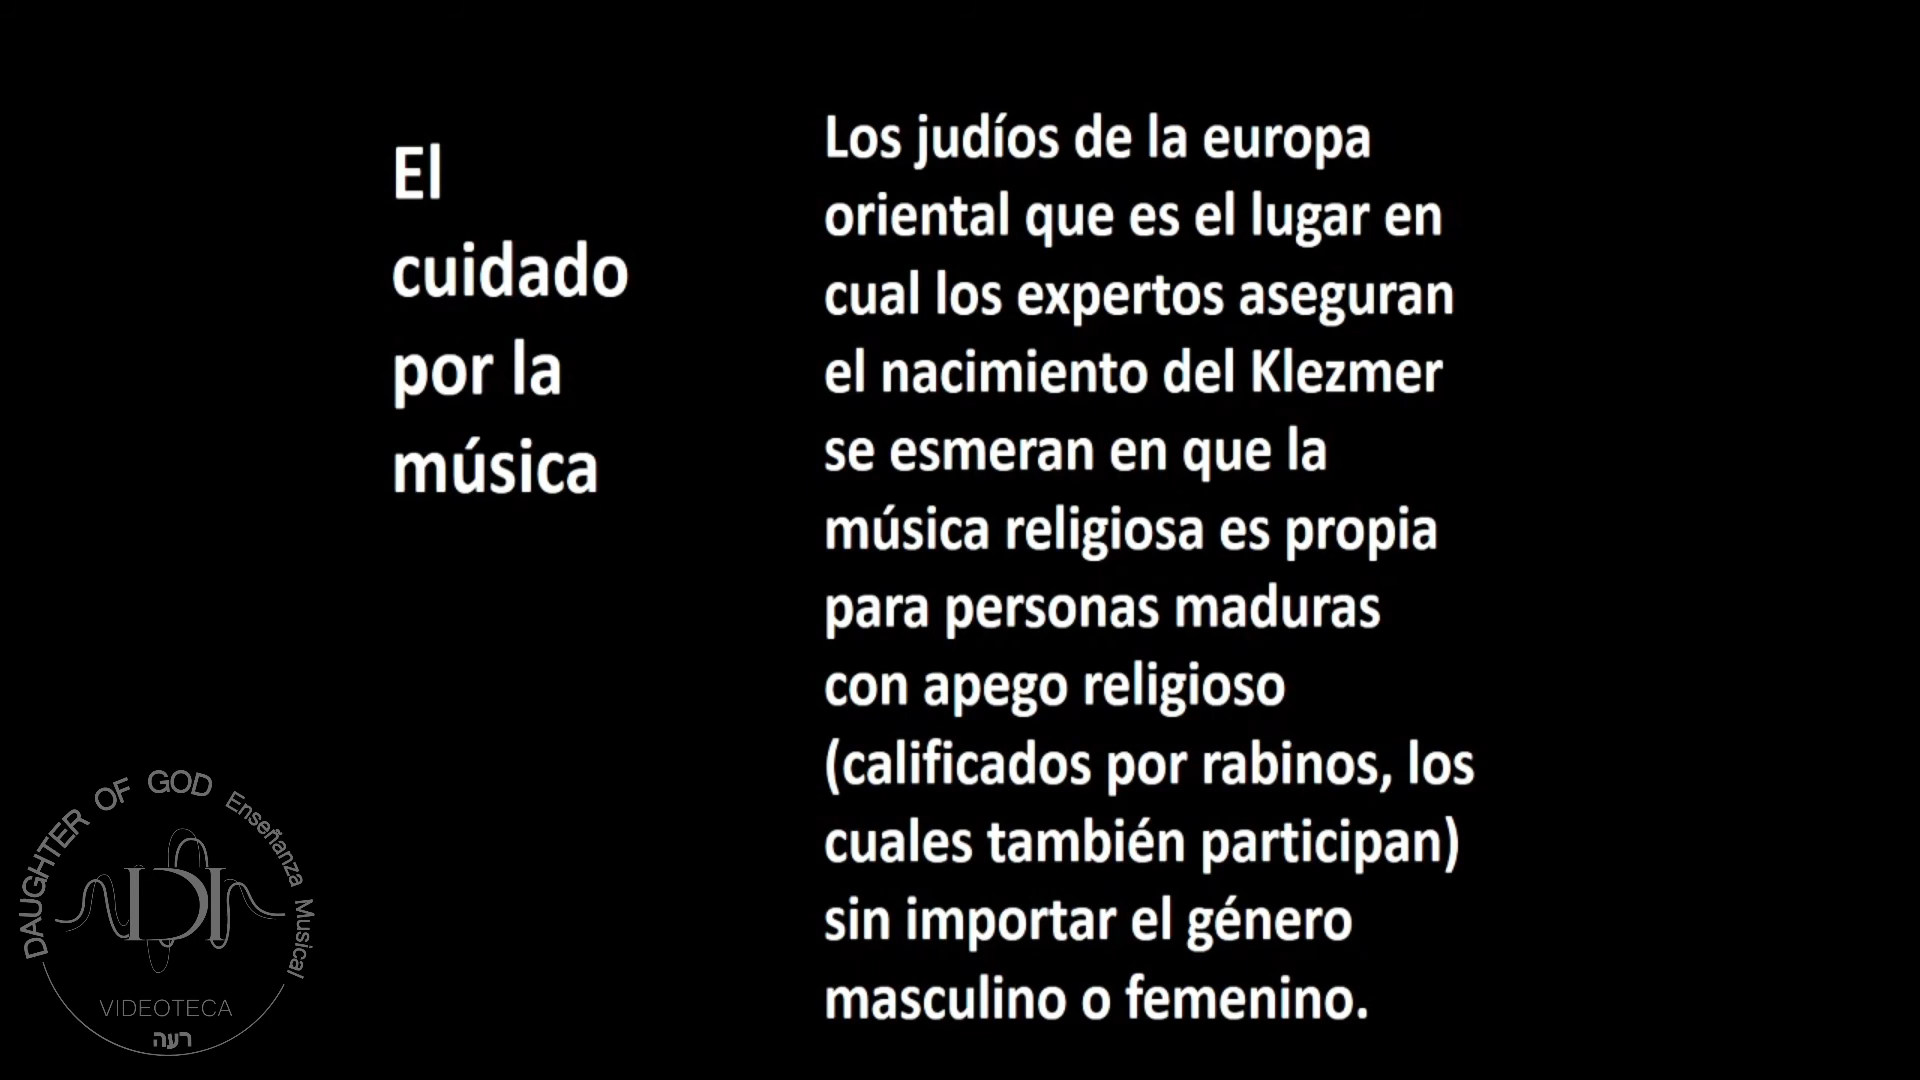 El
cuidado
por la
música
Los judíos de la europa
oriental que es el lugar en
cual los expertos aseguran
el nacimiento del Klezmer
se esmeran en que la
música religiosa es propia
para personas maduras
con apego religioso
(calificados por rabinos, los
cuales también participan)
sin importar el género
masculino o femenino.
DAUGHTER OF GOD Enseñanza Musical
VIDEOTECA
רעה